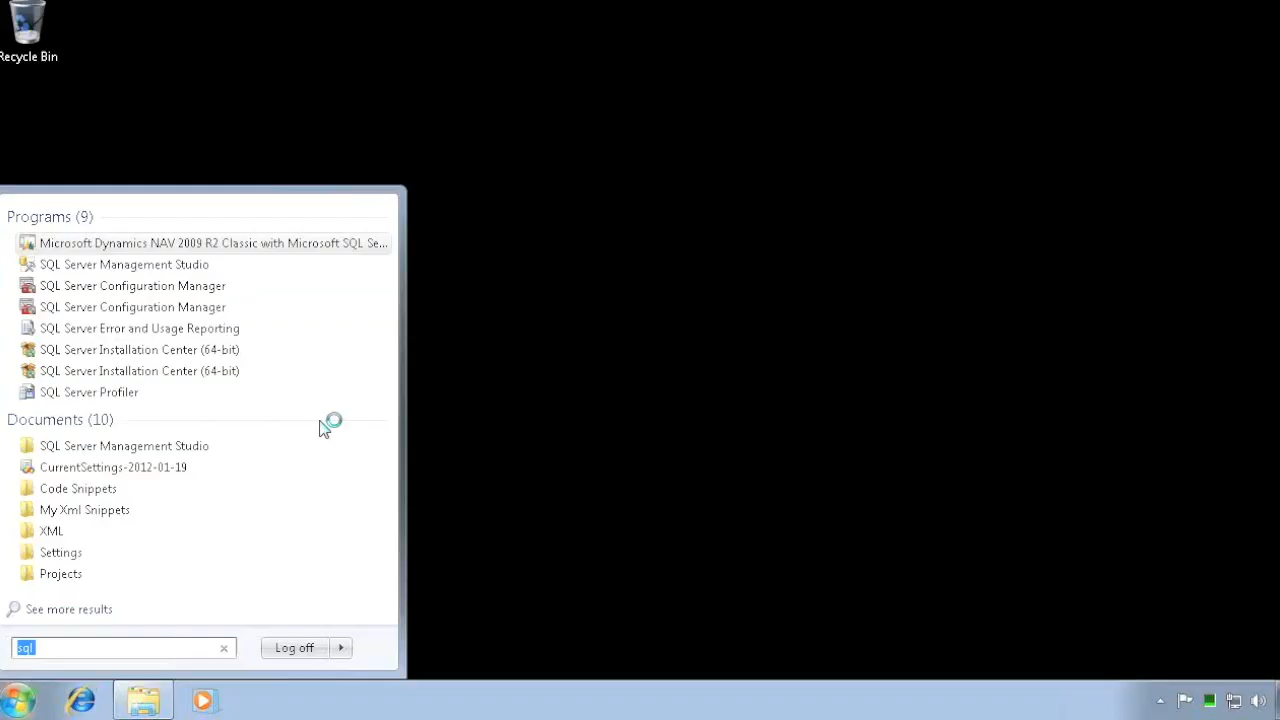 Recycle Bin
Programs (9)
Microsoft Dynamics NAV 2009 R2 Classic with Microsoft SQL Se...
SQL Server Management Studio
SQL Server Configuration Manager
SQL Server Configuration Manager
SQL Server Error and Usage Reporting
SQL Server Installation Center (64-bit)
SQL Server Installation Center (64-bit)
SQL Server Profiler
Documents (10)
SQL Server Management Studio
CurrentSettings-2012-01-19
Code Snippets
My Xml Snippets
XML
Settings
Projects
See more results
sql
Log off